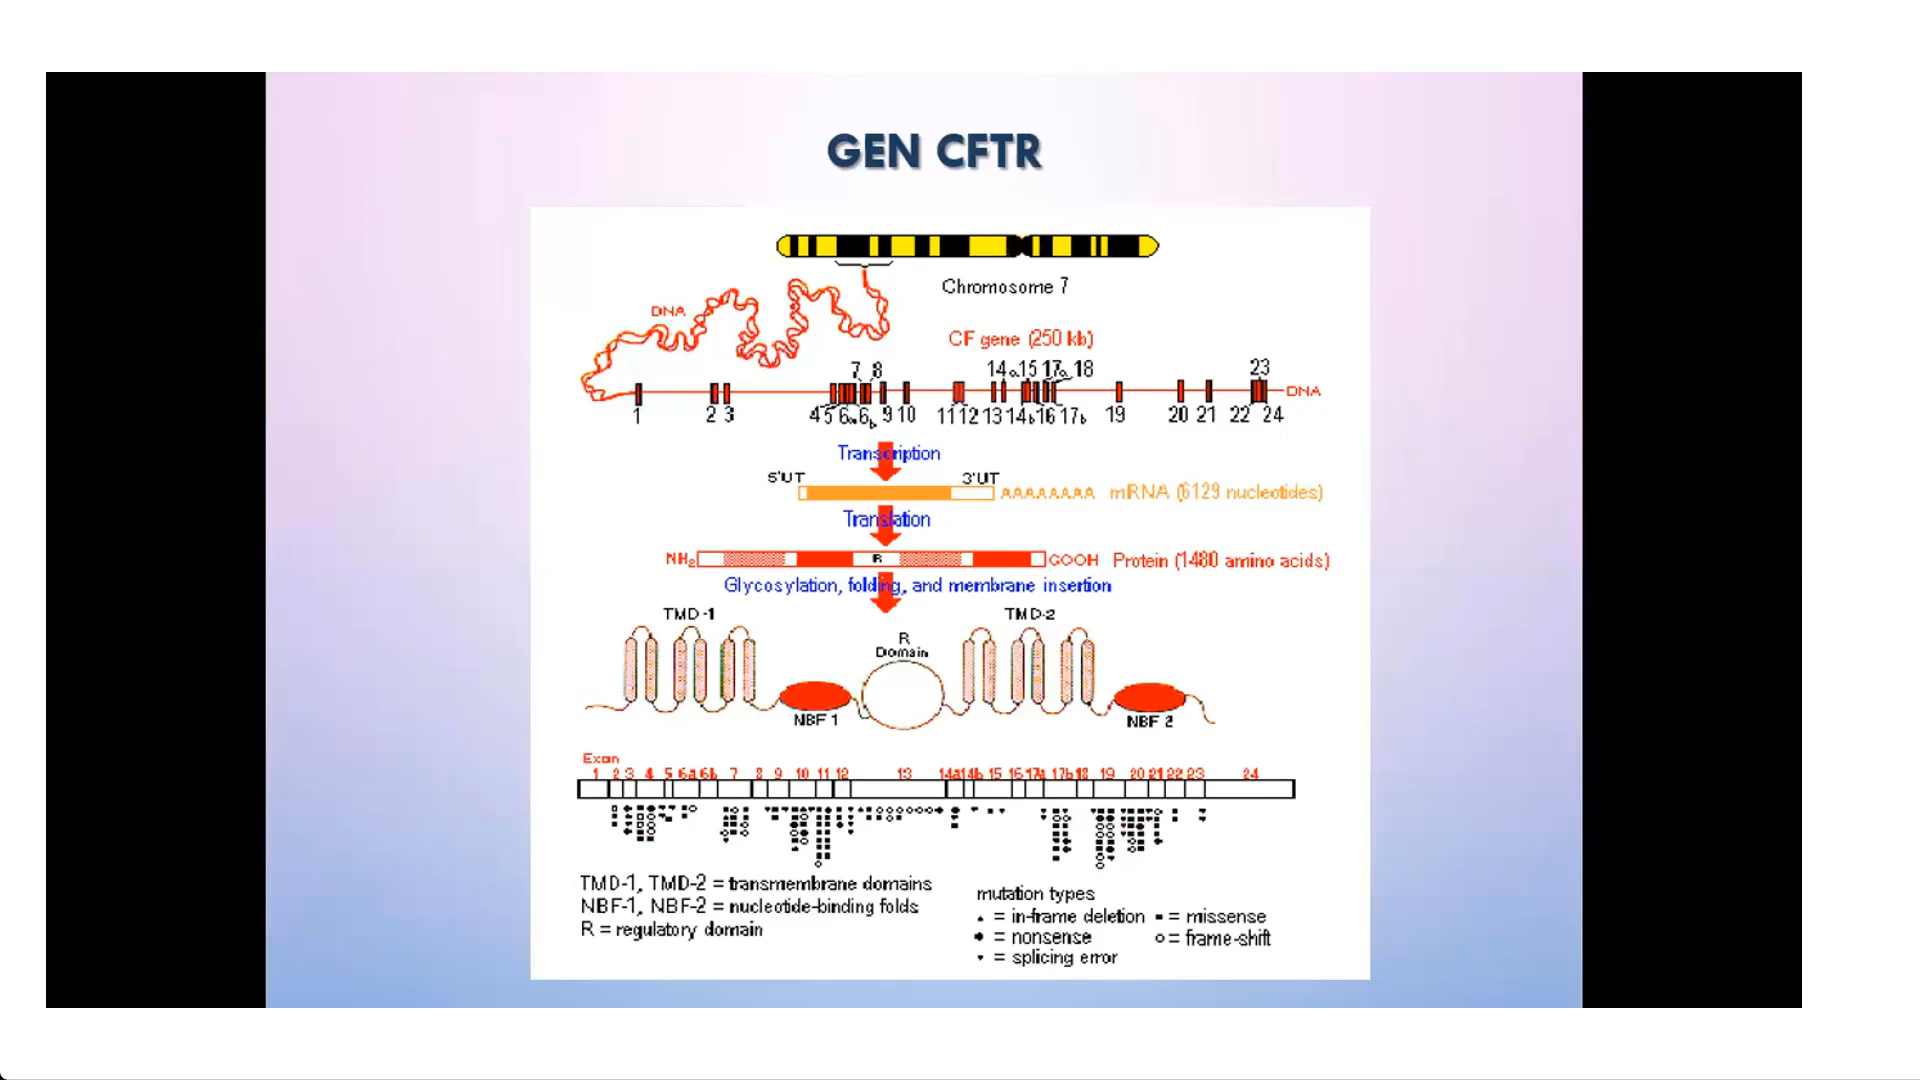 GEN CFTR
Chromosome 7
DNA
CF gene (250 kb)
7 8 14a 15 17a 18 23
DNA
1 2 3 4 5 6a 6b 9 10 11 12 13 14b 16 17b 19 20 21 22 24
Transcription
5'UT 3'UT
AAAAAAAA mRNA (6129 nucleotides)
Translation
NH2 R COOH Protein (1480 amino acids)
Glycosylation, folding, and membrane insertion
TMD-1 TMD-2
R
Domain
NBF 1 NBF 2
Exon
1 2 3 4 5 6a 6b 7 8 9 10 11 12 13 14a 14b 15 16 17a 17b 18 19 20 21 22 23 24
TMD-1, TMD-2 = transmembrane domains
NBF-1, NBF-2 = nucleotide-binding folds
R = regulatory domain
mutation types
= in-frame deletion = missense
= nonsense = frame-shift
= splicing error